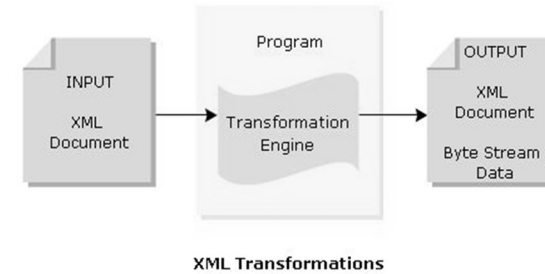 INPUT
XML
Document
Program
Transformation
Engine
OUTPUT
XML
Document
Byte Stream
Data
XML Transformations